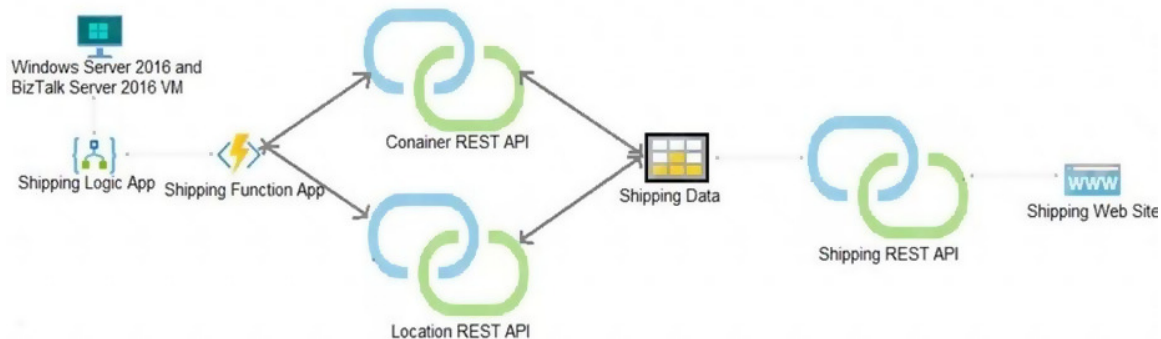 Windows Server 2016 and
BizTalk Server 2016 VM
Shipping Logic App
Shipping Function App
Conainer REST API
Location REST API
Shipping Data
Shipping REST API
WWW
Shipping Web Site